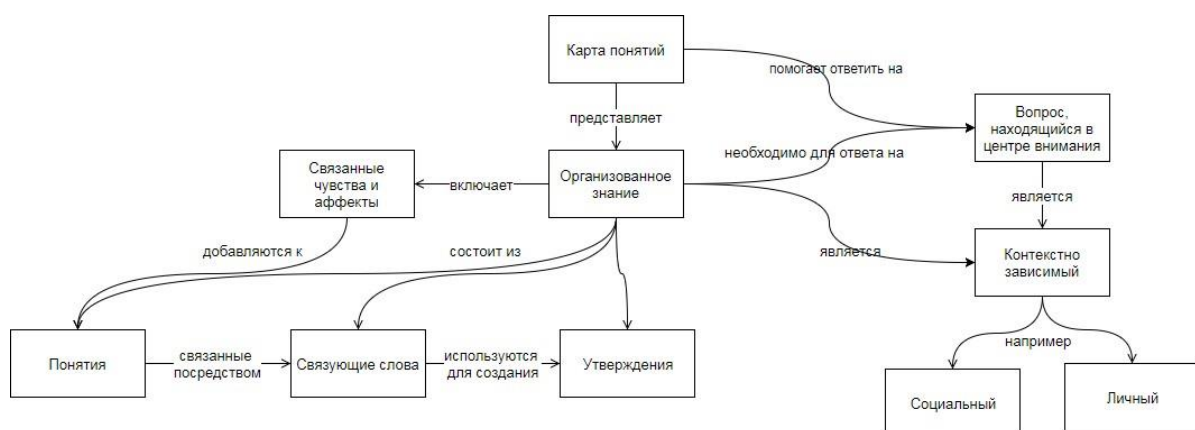 Карта понятий
помогает ответить на
Вопрос,
находящийся в
центре внимания
представляет
необходимо для ответа на
Связанные
чувства и
аффекты
включает
Организованное
знание
является
добавляются к
состоит из
является
Контекстно
зависимый
Понятия
связанные
посредством
Связующие слова
используются
для создания
Утверждения
например
Социальный
Личный